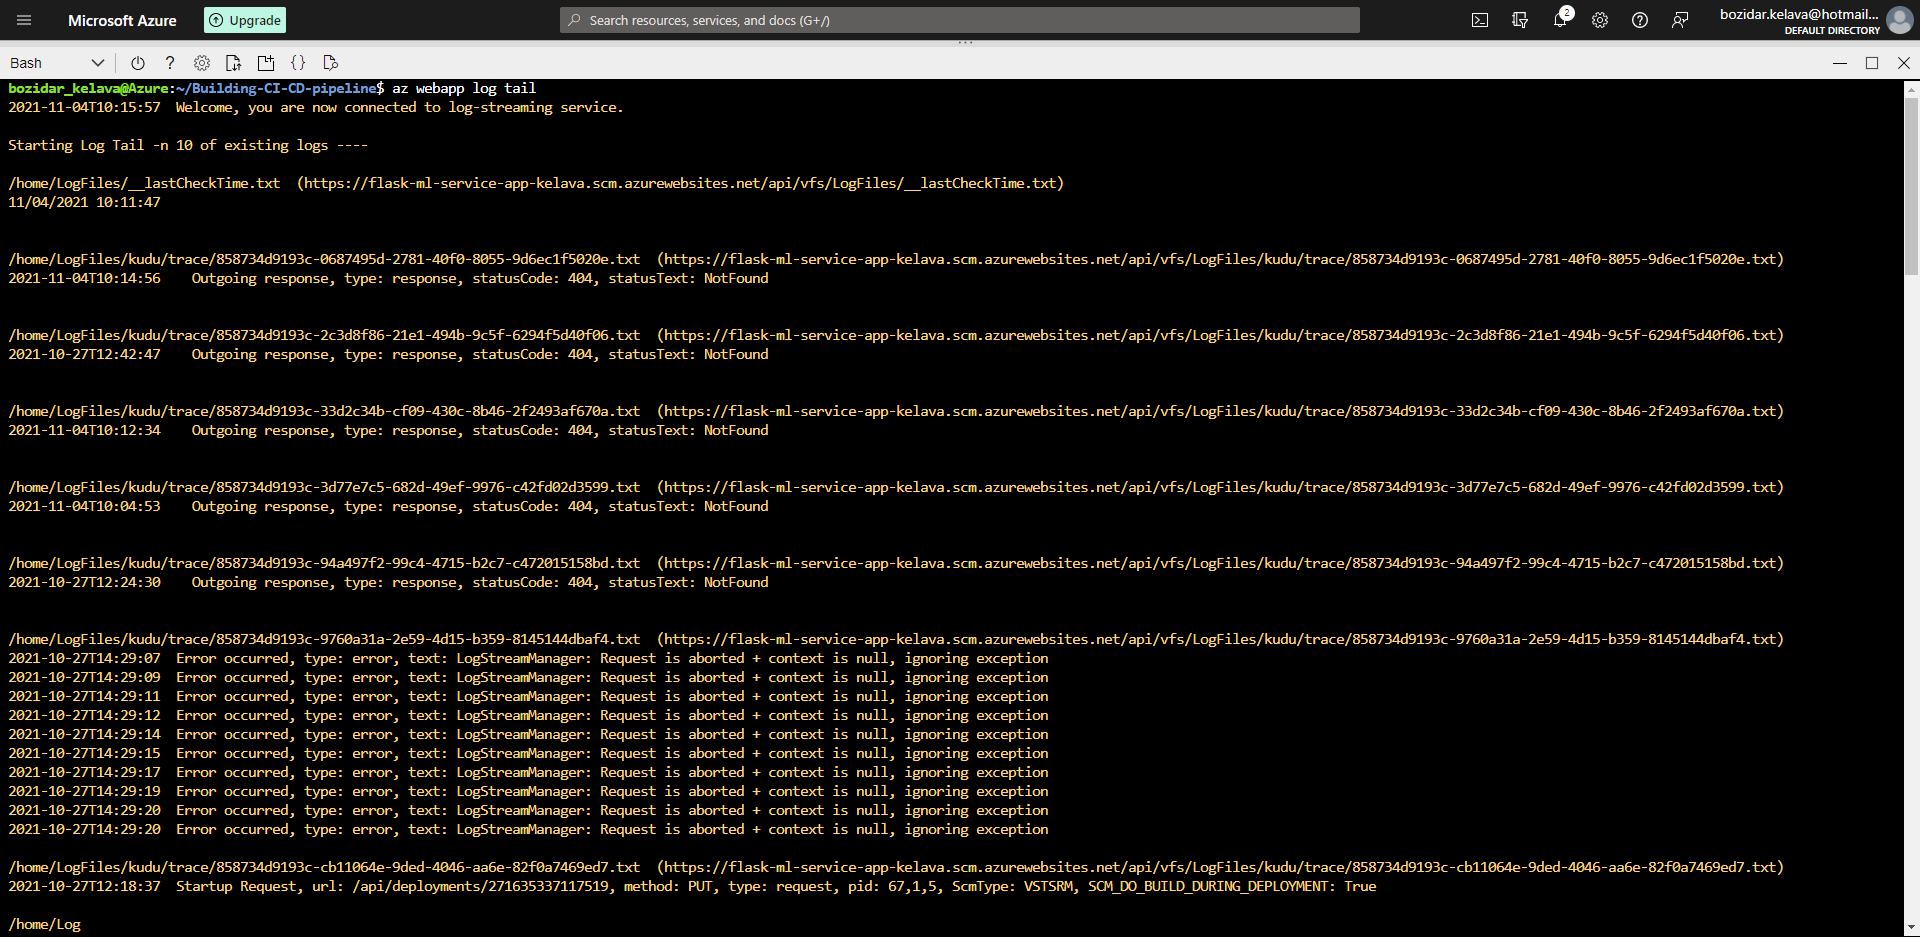 Microsoft Azure
Upgrade
Search resources, services, and docs (G+/)
2
bozidar.kelava@hotmail...
DEFAULT DIRECTORY
Bash
bozidar_kelava@Azure:~/Building-CI-CD-pipeline$ az webapp log tail
2021-11-04T10:15:57  Welcome, you are now connected to log-streaming service.
Starting Log Tail -n 10 of existing logs ----
/home/LogFiles/__lastCheckTime.txt  (https://flask-ml-service-app-kelava.scm.azurewebsites.net/api/vfs/LogFiles/__lastCheckTime.txt)
11/04/2021 10:11:47
/home/LogFiles/kudu/trace/858734d9193c-0687495d-2781-40f0-8055-9d6ec1f5020e.txt  (https://flask-ml-service-app-kelava.scm.azurewebsites.net/api/vfs/LogFiles/kudu/trace/858734d9193c-0687495d-2781-40f0-8055-9d6ec1f5020e.txt)
2021-11-04T10:14:56    Outgoing response, type: response, statusCode: 404, statusText: NotFound
/home/LogFiles/kudu/trace/858734d9193c-2c3d8f86-21e1-494b-9c5f-6294f5d40f06.txt  (https://flask-ml-service-app-kelava.scm.azurewebsites.net/api/vfs/LogFiles/kudu/trace/858734d9193c-2c3d8f86-21e1-494b-9c5f-6294f5d40f06.txt)
2021-10-27T12:42:47    Outgoing response, type: response, statusCode: 404, statusText: NotFound
/home/LogFiles/kudu/trace/858734d9193c-33d2c34b-cf09-430c-8b46-2f2493af670a.txt  (https://flask-ml-service-app-kelava.scm.azurewebsites.net/api/vfs/LogFiles/kudu/trace/858734d9193c-33d2c34b-cf09-430c-8b46-2f2493af670a.txt)
2021-11-04T10:12:34    Outgoing response, type: response, statusCode: 404, statusText: NotFound
/home/LogFiles/kudu/trace/858734d9193c-3d77e7c5-682d-49ef-9976-c42fd02d3599.txt  (https://flask-ml-service-app-kelava.scm.azurewebsites.net/api/vfs/LogFiles/kudu/trace/858734d9193c-3d77e7c5-682d-49ef-9976-c42fd02d3599.txt)
2021-11-04T10:04:53    Outgoing response, type: response, statusCode: 404, statusText: NotFound
/home/LogFiles/kudu/trace/858734d9193c-94a497f2-99c4-4715-b2c7-c472015158bd.txt  (https://flask-ml-service-app-kelava.scm.azurewebsites.net/api/vfs/LogFiles/kudu/trace/858734d9193c-94a497f2-99c4-4715-b2c7-c472015158bd.txt)
2021-10-27T12:24:30    Outgoing response, type: response, statusCode: 404, statusText: NotFound
/home/LogFiles/kudu/trace/858734d9193c-9760a31a-2e59-4d15-b359-8145144dbaf4.txt  (https://flask-ml-service-app-kelava.scm.azurewebsites.net/api/vfs/LogFiles/kudu/trace/858734d9193c-9760a31a-2e59-4d15-b359-8145144dbaf4.txt)
2021-10-27T14:29:07  Error occurred, type: error, text: LogStreamManager: Request is aborted + context is null, ignoring exception
2021-10-27T14:29:09  Error occurred, type: error, text: LogStreamManager: Request is aborted + context is null, ignoring exception
2021-10-27T14:29:11  Error occurred, type: error, text: LogStreamManager: Request is aborted + context is null, ignoring exception
2021-10-27T14:29:12  Error occurred, type: error, text: LogStreamManager: Request is aborted + context is null, ignoring exception
2021-10-27T14:29:14  Error occurred, type: error, text: LogStreamManager: Request is aborted + context is null, ignoring exception
2021-10-27T14:29:15  Error occurred, type: error, text: LogStreamManager: Request is aborted + context is null, ignoring exception
2021-10-27T14:29:17  Error occurred, type: error, text: LogStreamManager: Request is aborted + context is null, ignoring exception
2021-10-27T14:29:19  Error occurred, type: error, text: LogStreamManager: Request is aborted + context is null, ignoring exception
2021-10-27T14:29:20  Error occurred, type: error, text: LogStreamManager: Request is aborted + context is null, ignoring exception
2021-10-27T14:29:20  Error occurred, type: error, text: LogStreamManager: Request is aborted + context is null, ignoring exception
/home/LogFiles/kudu/trace/858734d9193c-cb11064e-9ded-4046-aa6e-82f0a7469ed7.txt  (https://flask-ml-service-app-kelava.scm.azurewebsites.net/api/vfs/LogFiles/kudu/trace/858734d9193c-cb11064e-9ded-4046-aa6e-82f0a7469ed7.txt)
2021-10-27T12:18:37  Startup Request, url: /api/deployments/271635337117519, method: PUT, type: request, pid: 67,1,5, ScmType: VSTSRM, SCM_DO_BUILD_DURING_DEPLOYMENT: True
/home/Log